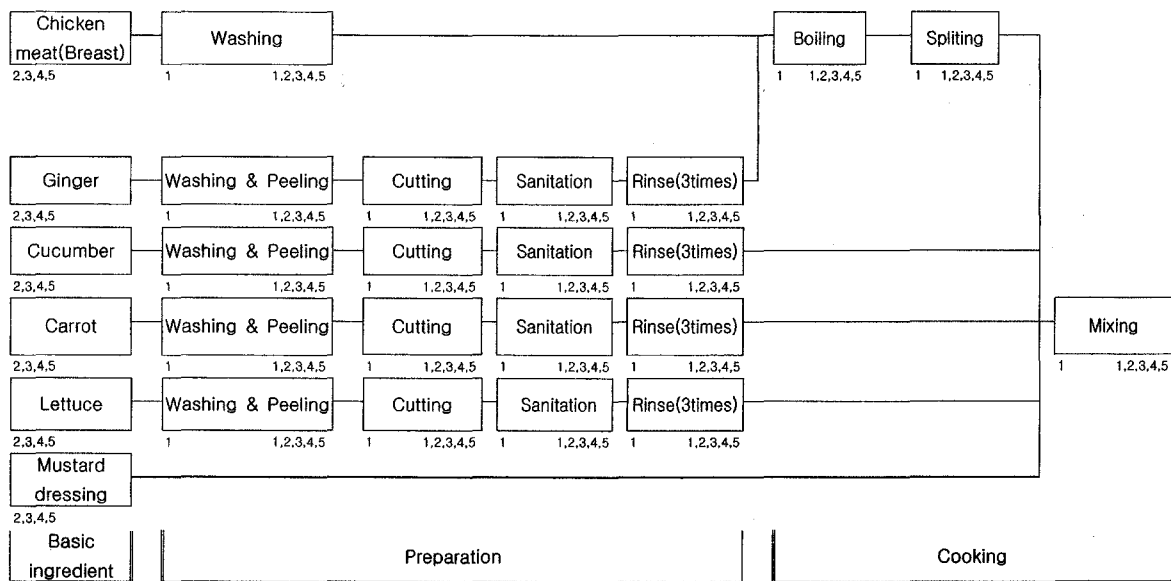 Chicken
meat(Breast)
Washing
Boiling
Spliting
2,3,4,5
1 1,2,3,4,5
1 1,2,3,4,5
1 1,2,3,4,5
Ginger
Washing & Peeling
Cutting
Sanitation
Rinse(3times)
2,3,4,5
1 1,2,3,4,5
1 1,2,3,4,5
1 1,2,3,4,5
1 1,2,3,4,5
Cucumber
Washing & Peeling
Cutting
Sanitation
Rinse(3times)
2,3,4,5
1 1,2,3,4,5
1 1,2,3,4,5
1 1,2,3,4,5
1 1,2,3,4,5
Carrot
Washing & Peeling
Cutting
Sanitation
Rinse(3times)
Mixing
2,3,4,5
1 1,2,3,4,5
1 1,2,3,4,5
1 1,2,3,4,5
1 1,2,3,4,5
1 1,2,3,4,5
Lettuce
Washing & Peeling
Cutting
Sanitation
Rinse(3times)
2,3,4,5
1 1,2,3,4,5
1 1,2,3,4,5
1 1,2,3,4,5
1 1,2,3,4,5
Mustard
dressing
2,3,4,5
Basic
ingredient
Preparation
Cooking